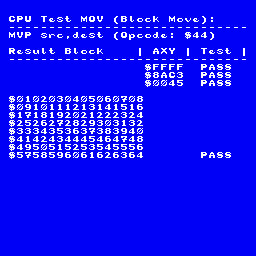 CPU Test MOV (Block Move):
MVP src,dest (Opcode: $44)
Result Block | AXY | Test |
$FFFF PASS
$8AC3 PASS
$0045 PASS
$0102030405060708
$0910111213141516
$1718192021222324
$2526272829303132
$3334353637383940
$4142434445464748
$4950515253545556
$5758596061626364 PASS